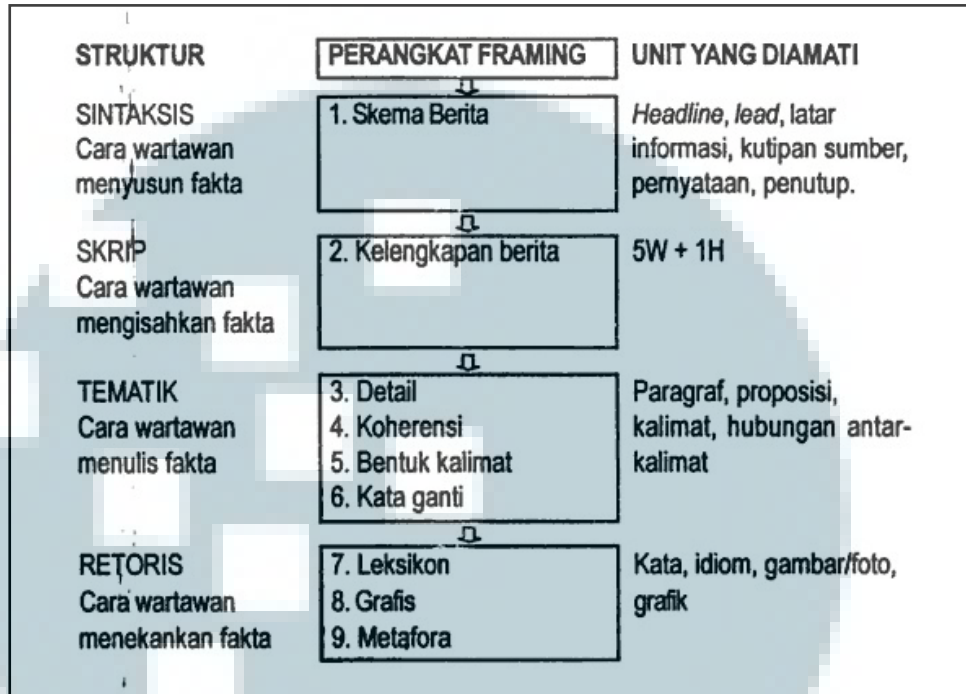 STRUKTUR PERANGKAT FRAMING UNIT YANG DIAMATI
SINTAKSIS
Cara wartawan
menyusun fakta
1. Skema Berita
Headline, lead, latar
informasi, kutipan sumber,
pernyataan, penutup.
SKRIP
Cara wartawan
mengisahkan fakta
2. Kelengkapan berita
5W + 1H
TEMATIK
Cara wartawan
menulis fakta
3. Detail
4. Koherensi
5. Bentuk kalimat
6. Kata ganti
Paragraf, proposisi,
kalimat, hubungan antar-
kalimat
RETORIS
Cara wartawan
menekankan fakta
7. Leksikon
8. Grafis
9. Metafora
Kata, idiom, gambar/foto,
grafik